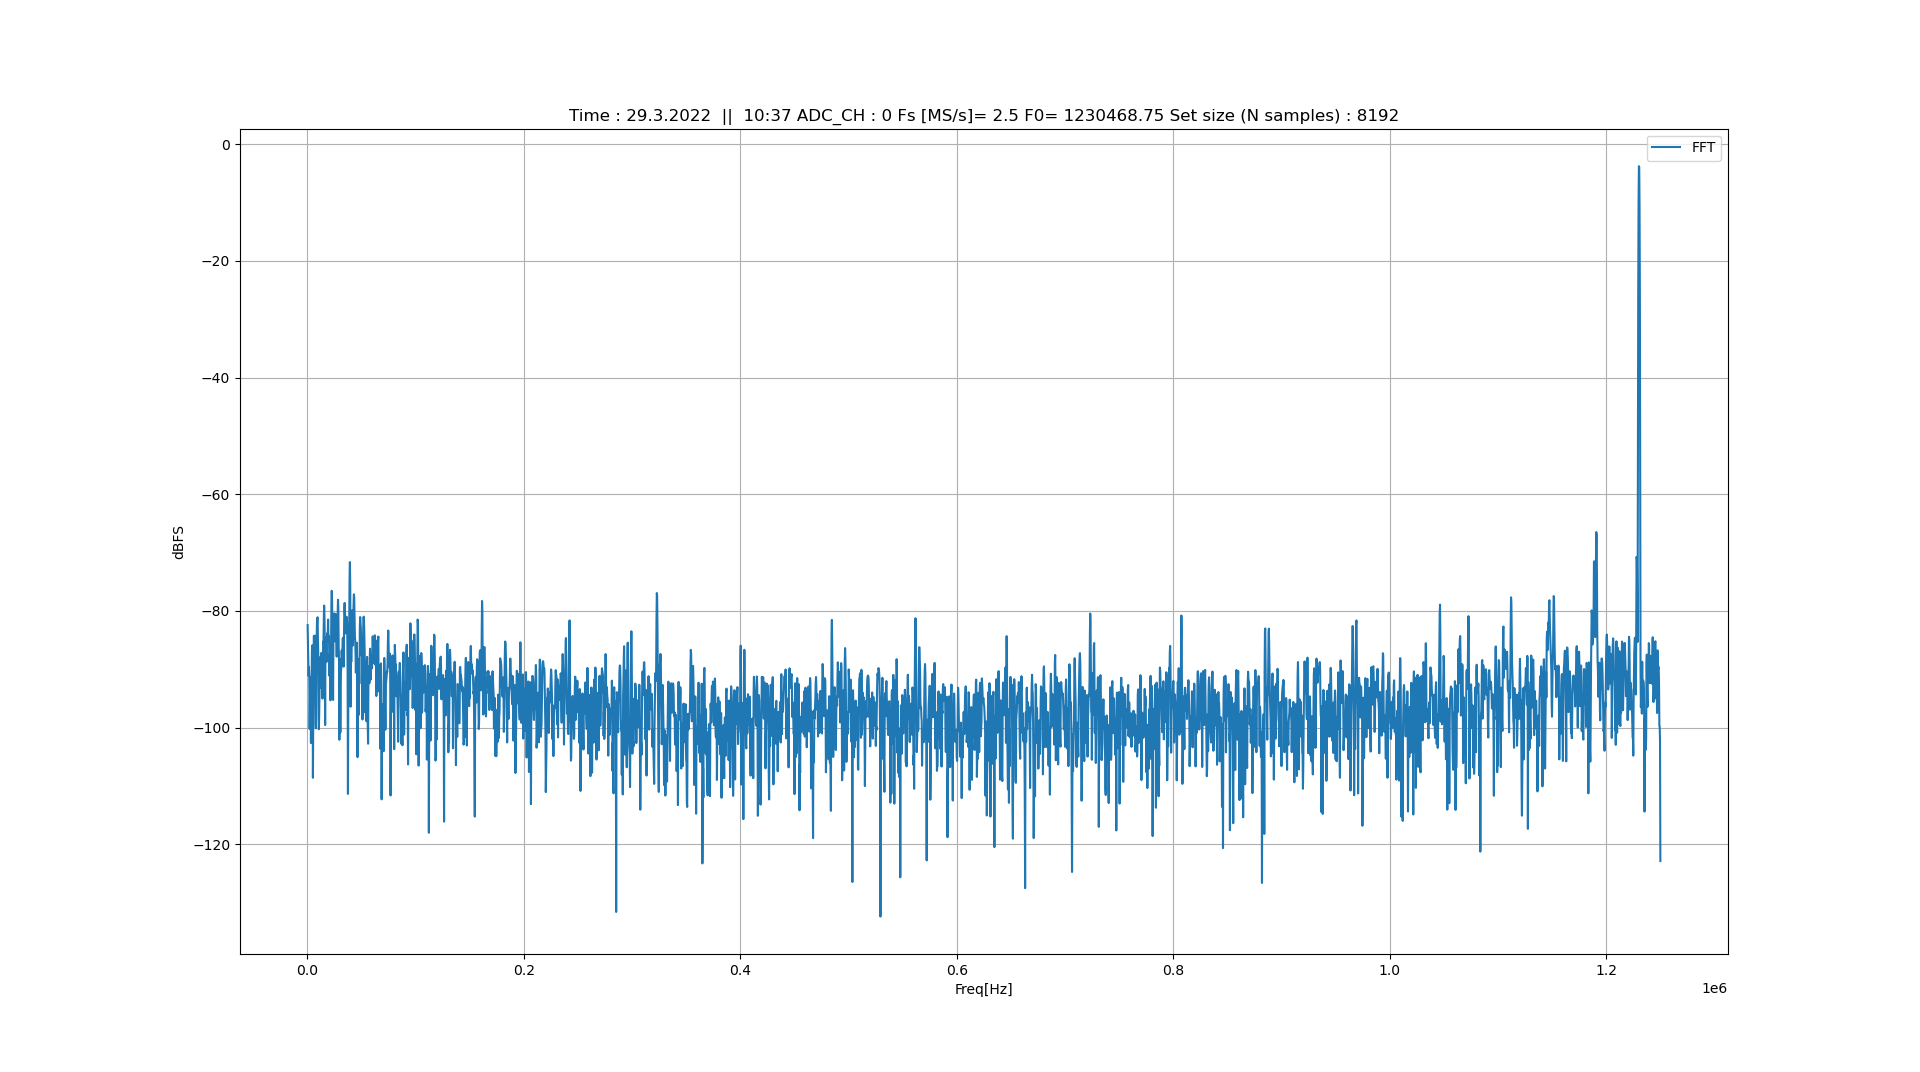 Time : 29.3.2022  ||  10:37 ADC_CH : 0 Fs [MS/s]= 2.5 F0= 1230468.75 Set size (N samples) : 8192
FFT
0
−20
−40
−60
−80
−100
−120
dBFS
0.0 0.2 0.4 0.6 0.8 1.0 1.2
Freq[Hz]
1e6